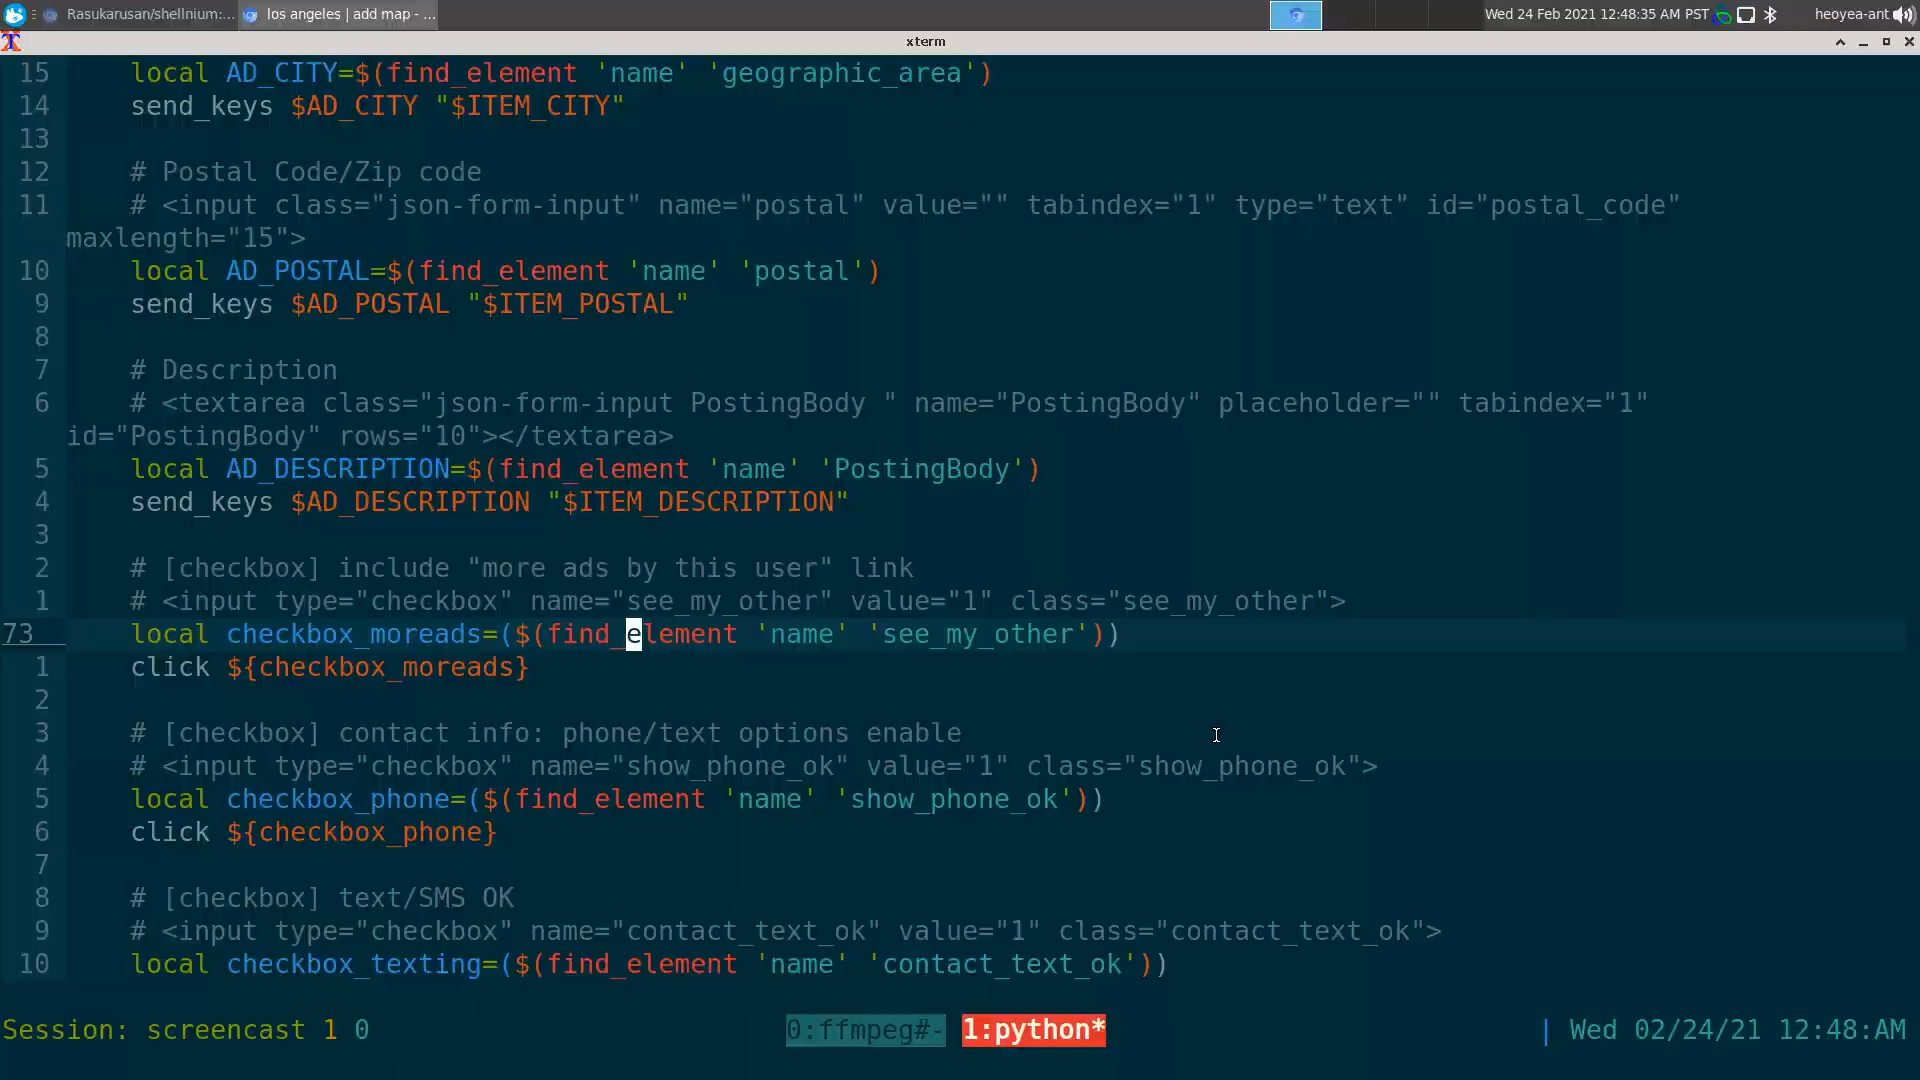 Rasukarusan/shellnium:...
los angeles | add map - ...
Wed 24 Feb 2021 12:48:35 AM PST
heoyea-ant
xterm
15 local AD_CITY=$(find_element 'name' 'geographic_area')
14 send_keys $AD_CITY "$ITEM_CITY"
13
12 # Postal Code/Zip code
11 # <input class="json-form-input" name="postal" value="" tabindex="1" type="text" id="postal_code"
maxlength="15">
10 local AD_POSTAL=$(find_element 'name' 'postal')
9 send_keys $AD_POSTAL "$ITEM_POSTAL"
8
7 # Description
6 # <textarea class="json-form-input PostingBody " name="PostingBody" placeholder="" tabindex="1"
id="PostingBody" rows="10"></textarea>
5 local AD_DESCRIPTION=$(find_element 'name' 'PostingBody')
4 send_keys $AD_DESCRIPTION "$ITEM_DESCRIPTION"
3
2 # [checkbox] include "more ads by this user" link
1 # <input type="checkbox" name="see_my_other" value="1" class="see_my_other">
73 local checkbox_moreads=($(find_element 'name' 'see_my_other'))
1 click ${checkbox_moreads}
2
3 # [checkbox] contact info: phone/text options enable
4 # <input type="checkbox" name="show_phone_ok" value="1" class="show_phone_ok">
5 local checkbox_phone=($(find_element 'name' 'show_phone_ok'))
6 click ${checkbox_phone}
7
8 # [checkbox] text/SMS OK
9 # <input type="checkbox" name="contact_text_ok" value="1" class="contact_text_ok">
10 local checkbox_texting=($(find_element 'name' 'contact_text_ok'))
Session: screencast 1 0
0:ffmpeg#-
1:python*
| Wed 02/24/21 12:48:AM